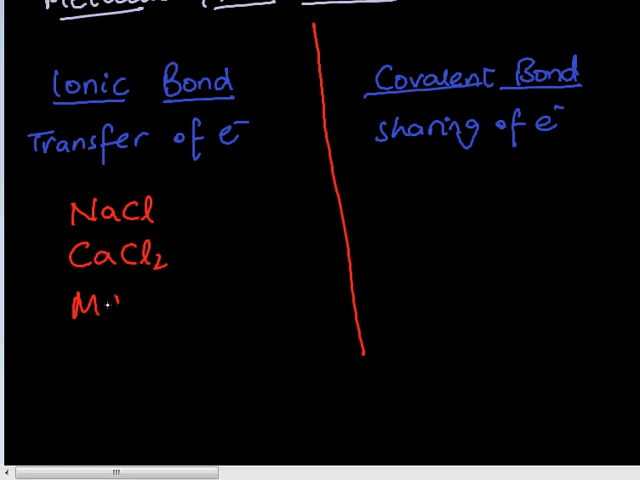 Ionic Bond
Transfer of e⁻
NaCl
CaCl₂
M
Covalent Bond
sharing of e⁻